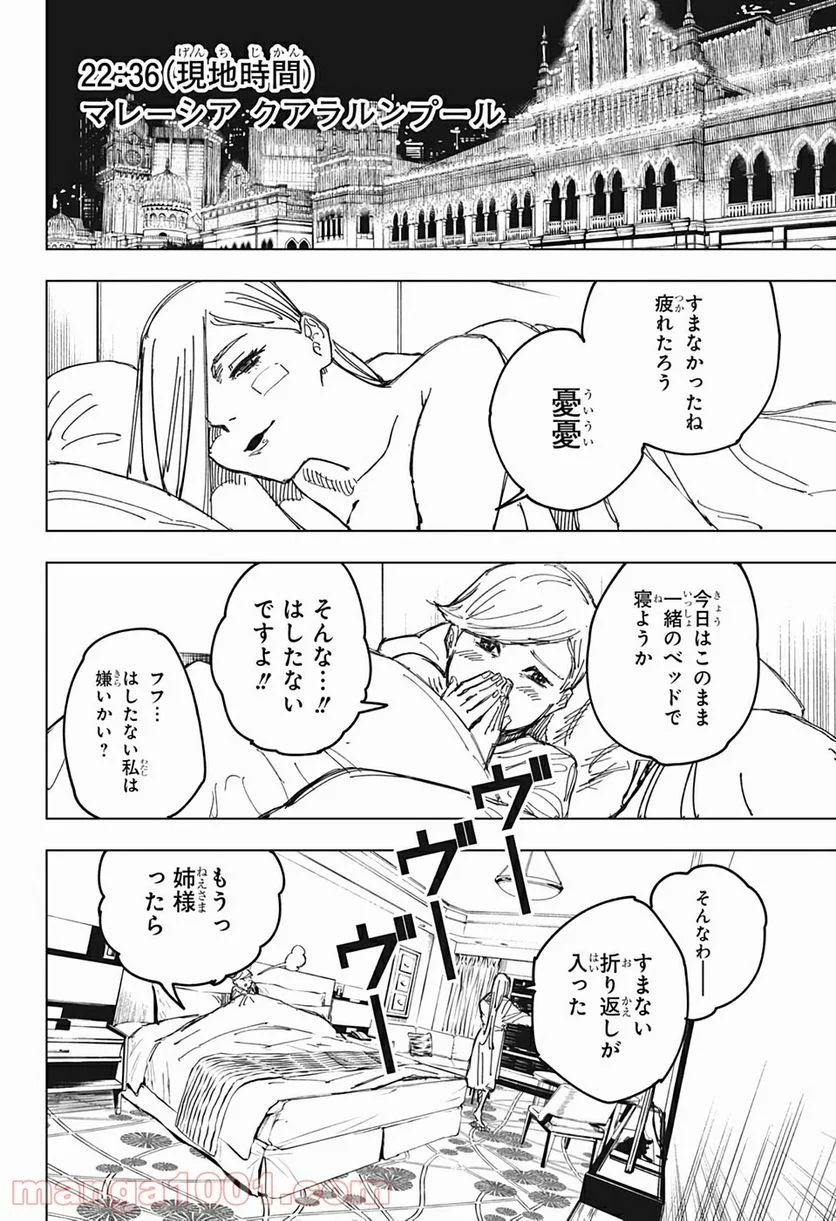 22:36(現地時間)
マレーシア クアラルンプール
すまなかったね
疲れたろう
憂憂
今日はこのまま
一緒のベッドで
寝ようか
そんな…!!
はしたない
ですよ!!
フフ…
はしたない私は
嫌いかい?
ヴー
ヴー
ヴー
そんなわ──
すまない
折り返しが
入った
もうっ
姉様
ったら
manga1001.com